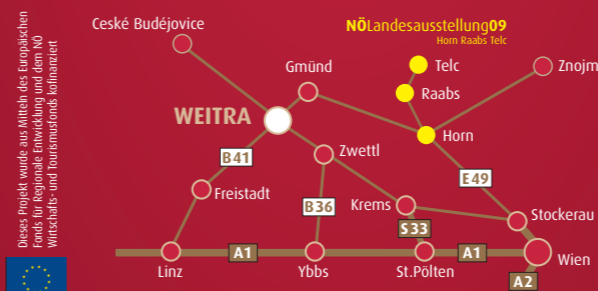 Dieses Projekt wurde aus Mitteln des Europäischen
Fonds für Regionale Entwicklung und dem NÖ
Wirtschafts- und Tourismusfonds kofinanziert
Ceské Budéjovice
NÖLandesausstellung09
Horn Raabs Telc
Gmünd
Telc
Znojm
Raabs
WEITRA
Horn
Zwettl
B41
E49
Freistadt
B36
Krems
Stockerau
S33
A1
A1
Linz
Ybbs
St.Pölten
Wien
A2